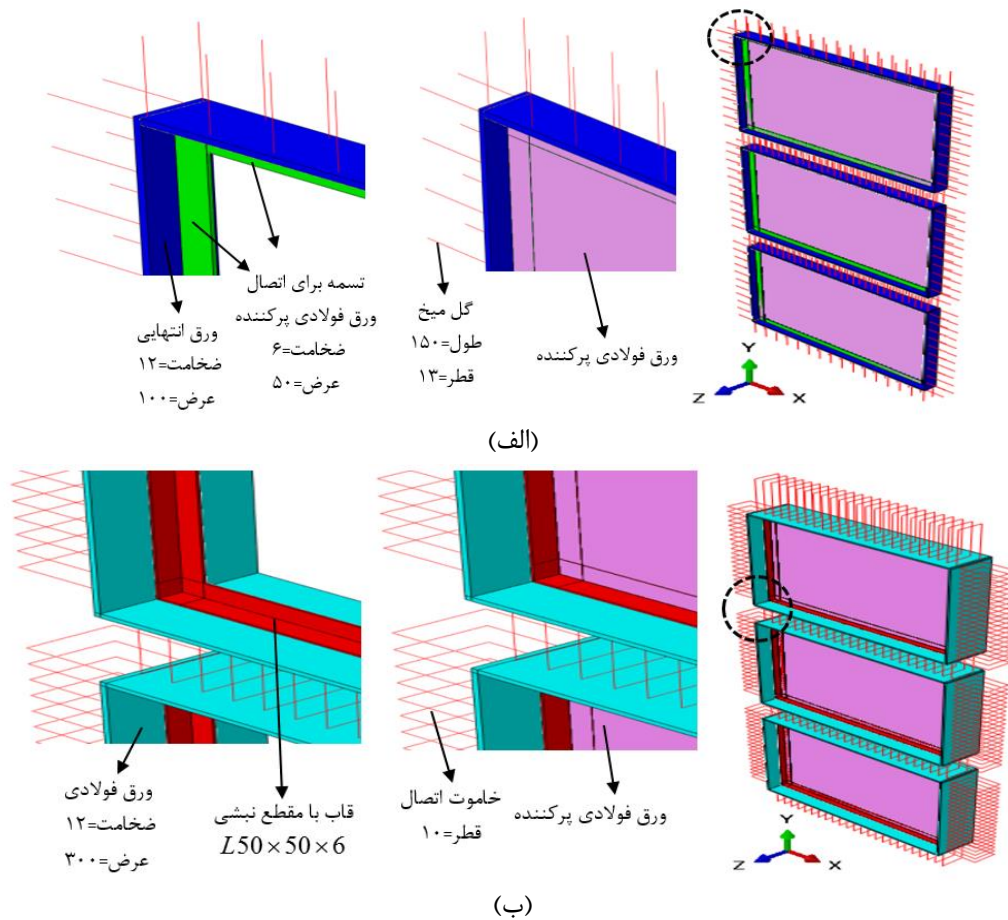 تسمه برای اتصال
ورق فولادی پرکننده
ضخامت=۶
عرض=۵۰
ورق انتهایی
ضخامت=۱۲
عرض=۱۰۰
گل میخ
طول=۱۵۰
قطر=۱۳
ورق فولادی پرکننده
Y
Z
X
(الف)
ورق فولادی
ضخامت=۱۲
عرض=۳۰۰
قاب با مقطع نبشی
L50×50×6
خاموت اتصال
قطر=۱۰
ورق فولادی پرکننده
Y
Z
X
(ب)